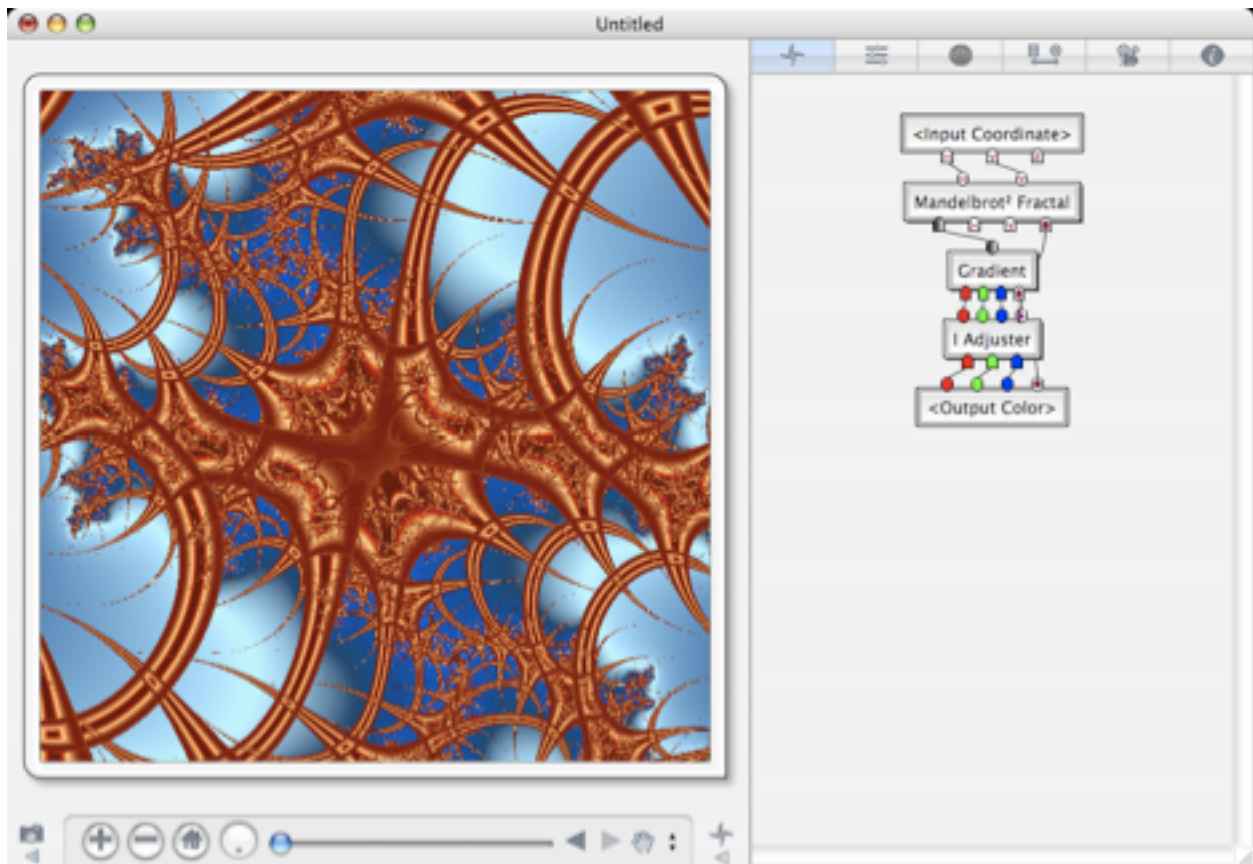 Untitled
<Input Coordinate>
Mandelbrot² Fractal
Gradient
I Adjuster
<Output Color>